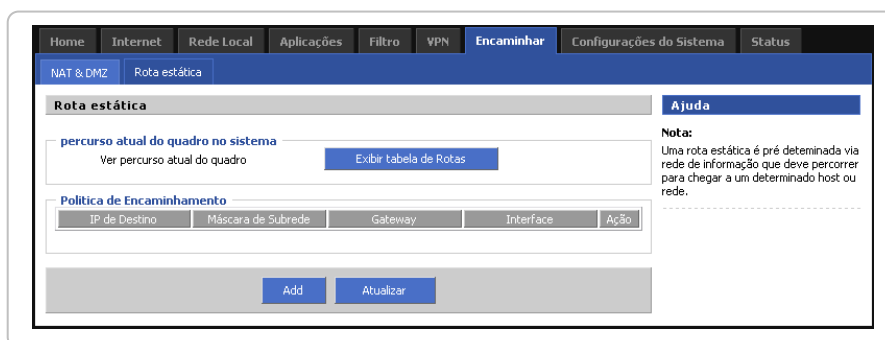 Home Internet Rede Local Aplicações Filtro VPN Encaminhar Configurações do Sistema Status
NAT & DMZ Rota estática
Rota estática
percurso atual do quadro no sistema
Ver percurso atual do quadro Exibir tabela de Rotas
Politica de Encaminhamento
IP de Destino Máscara de Subrede Gateway Interface Ação
Add Atualizar
Ajuda
Nota:
Uma rota estática é pré deteminada via
rede de informação que deve percorrer
para chegar a um determinado host ou
rede.